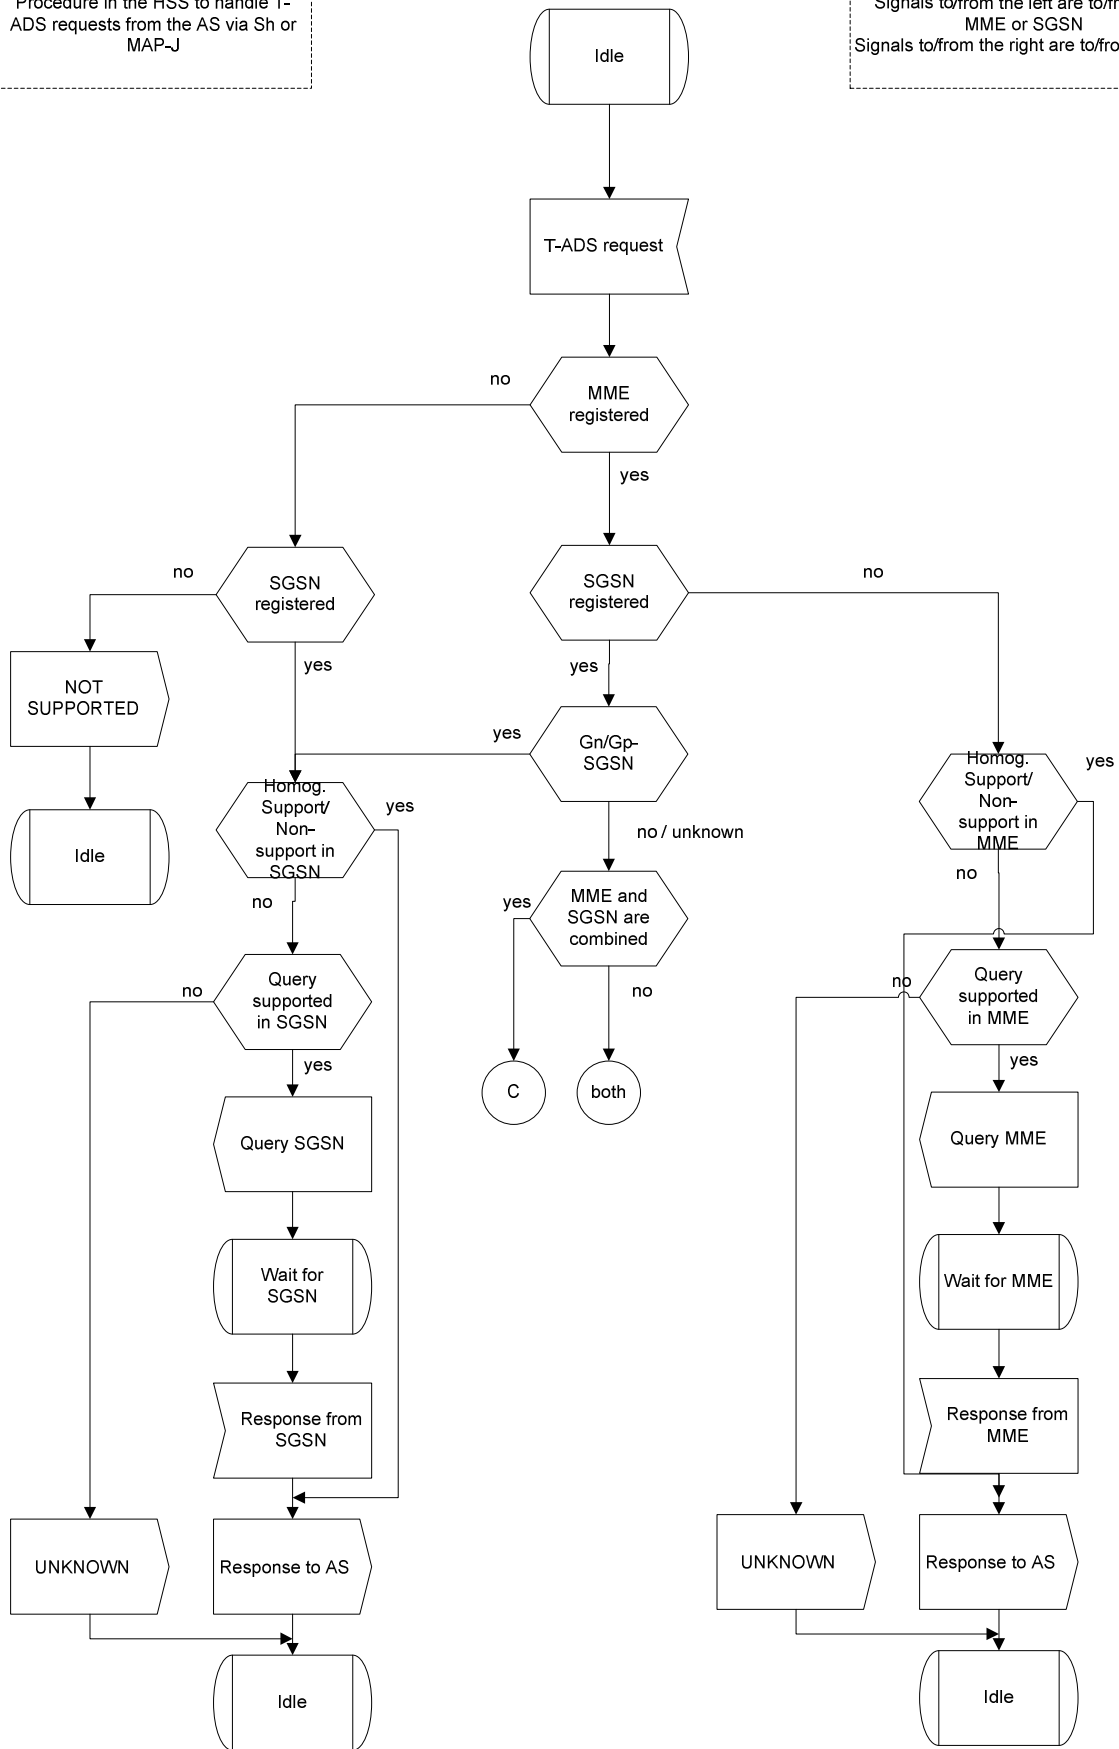 Procedure in the HSS to handle T-
ADS requests from the AS via Sh or
MAP-J
Signals to/from the left are
MME or SGSN
Signals to/from the right are
Idle
T-ADS request
MME
registered
no
yes
SGSN
registered
no
yes
SGSN
registered
no
yes
NOT
SUPPORTED
Idle
Gn/Gp-
SGSN
yes
no / unknown
Homog.
Support/
Non-
support in
SGSN
yes
no
Homog.
Support/
Non-
support in
MME
yes
no
MME and
SGSN are
combined
yes
no
C
both
Query
supported
in SGSN
no
yes
Query
supported
in MME
no
yes
Query SGSN
Query MME
Wait for
SGSN
Wait for MME
Response from
SGSN
Response from
MME
UNKNOWN
Response to AS
UNKNOWN
Response to AS
Idle
Idle